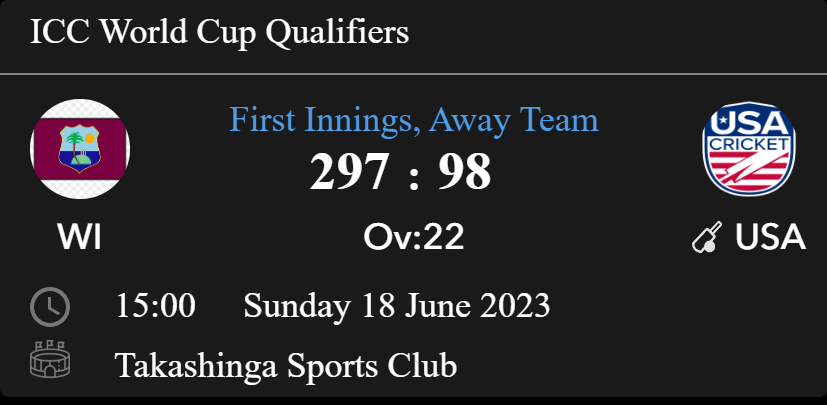 ICC World Cup Qualifiers
First Innings, Away Team
USA
CRICKET
297 : 98
WI
Ov:22
USA
15:00 Sunday 18 June 2023
Takashinga Sports Club